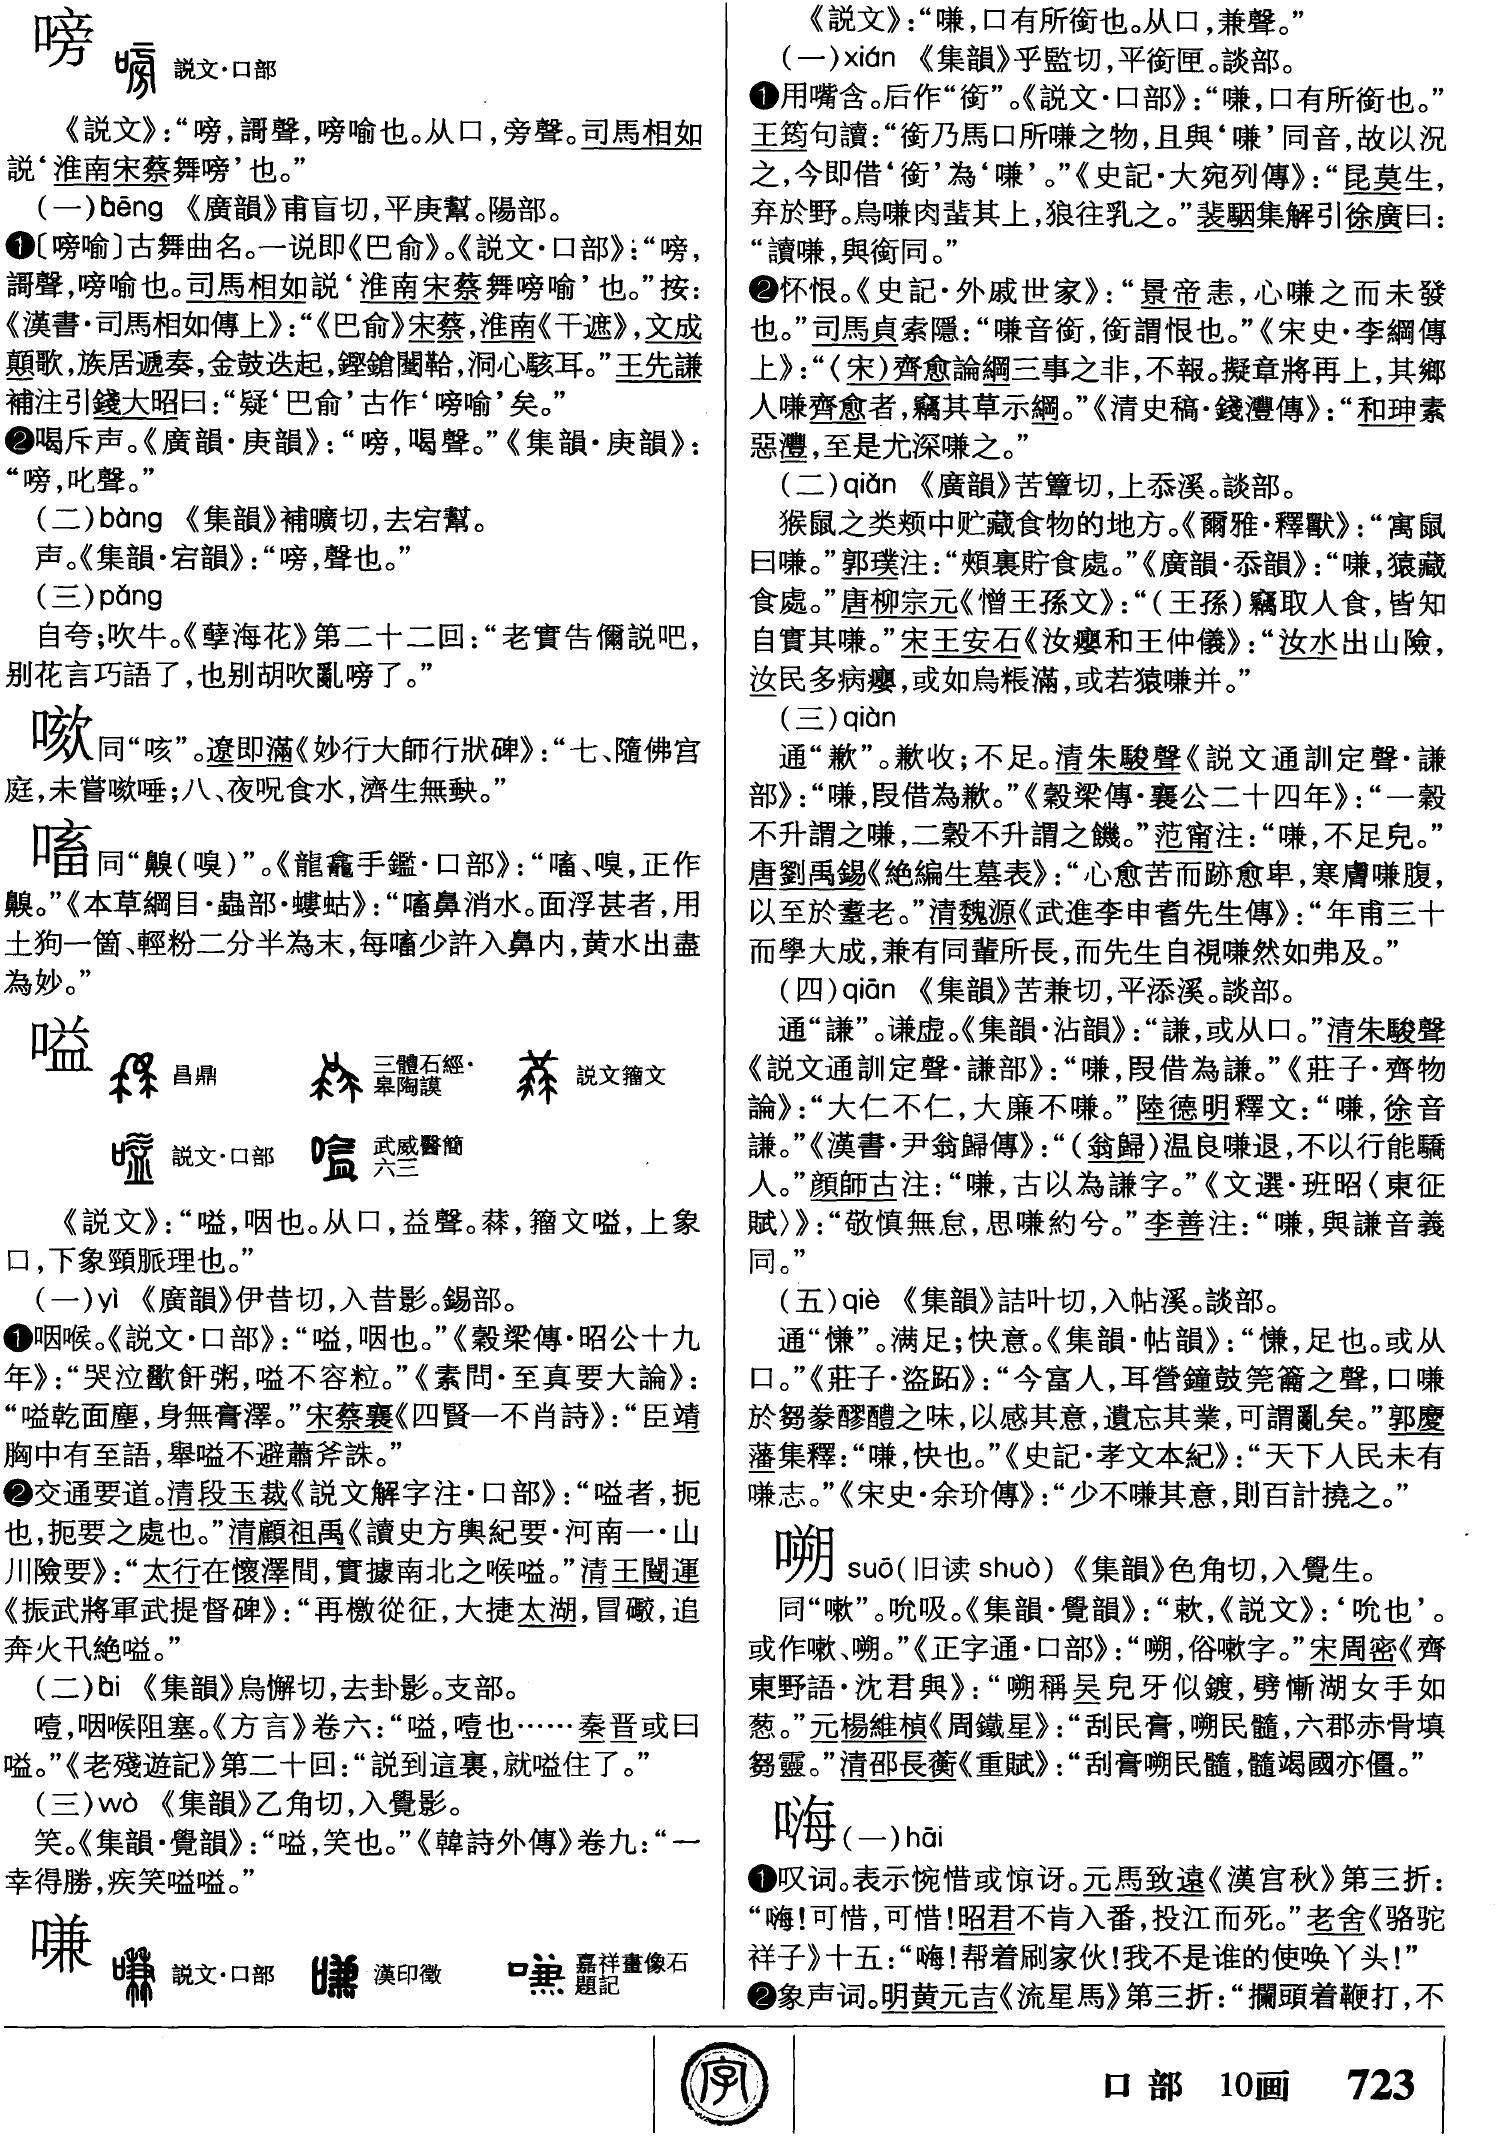 嗙 説文·口部
《説文》：“嗙，謌聲，嗙喻也。从口，旁聲。司馬相如
説‘淮南宋蔡舞嗙’也。”
(一)bēng 《廣韻》甫盲切，平庚幫。陽部。
❶〔嗙喻〕古舞曲名。一说即《巴俞》。《説文·口部》：“嗙，
謌聲，嗙喻也。司馬相如説‘淮南宋蔡舞嗙喻’也。”按：
《漢書·司馬相如傳上》：“《巴俞》宋蔡，淮南《干遮》，文成
顛歌，族居遞奏，金鼓迭起，鏗鎗闛鞈，洞心駭耳。”王先謙
補注引錢大昭曰：“疑‘巴俞’古作‘嗙喻’矣。”
❷喝斥声。《廣韻·庚韻》：“嗙，喝聲。”《集韻·庚韻》：
“嗙，叱聲。”
(二)bàng 《集韻》補曠切，去宕幫。
声。《集韻·宕韻》：“嗙，聲也。”
(三)pǎng
自夸；吹牛。《孽海花》第二十二回：“老實告儞説吧，
别花言巧語了，也别胡吹亂嗙了。”
㗜同“咳”。遼即滿《妙行大師行狀碑》：“七、隨佛宫
庭，未嘗㗜唾；八、夜呪食水，濟生無缺。”
嗂同“齅（嗅）”。《龍龕手鑑·口部》：“㗜、嗅，正作
齅。”《本草綱目·蟲部·螻蛄》：“嗃鼻消水。面浮甚者，用
土狗一箇、輕粉二分半為末，每嗃少許入鼻内，黄水出盡
為妙。”
嗌 昌鼎 三體石經·皋陶謨 説文籀文
説文·口部 武威醫簡六三
《説文》：“嗌，咽也。从口，益聲。䓊，籀文嗌，上象
口，下象頸脈理也。”
(一)yì 《廣韻》伊昔切，入昔影。錫部。
❶咽喉。《説文·口部》：“嗌，咽也。”《穀梁傳·昭公十九
年》：“哭泣歠飦粥，嗌不容粒。”《素問·至真要大論》：
“嗌乾面塵，身無膏澤。”宋蔡襄《四賢一不肖詩》：“臣靖
胸中有至語，舉嗌不避蕭斧誅。”
❷交通要道。清段玉裁《説文解字注·口部》：“嗌者，扼
也，扼要之處也。”清顧祖禹《讀史方輿紀要·河南一·山
川險要》：“太行在懷澤間，實據南北之喉嗌。”清王闓運
《振武將軍武提督碑》：“再檄從征，大捷太湖，冒礮，追
奔火卂絶嗌。”
(二)ài 《集韻》烏懈切，去卦影。支部。
噎，咽喉阻塞。《方言》卷六：“嗌，噎也……秦晋或曰
嗌。”《老殘遊記》第二十回：“説到這裏，就嗌住了。”
(三)wò 《集韻》乙角切，入覺影。
笑。《集韻·覺韻》：“嗌，笑也。”《韓詩外傳》卷九：“一
幸得勝，疾笑嗌嗌。”
嗛 説文·口部 漢印徵 嘉祥畫像石題記
《説文》：“嗛，口有所銜也。从口，兼聲。”
(一)xián 《集韻》乎監切，平銜匣。談部。
❶用嘴含。后作“銜”。《説文·口部》：“嗛，口有所銜也。”
王筠句讀：“銜乃馬口所嗛之物，且與‘嗛’同音，故以況
之，今即借‘銜’為‘嗛’。”《史記·大宛列傳》：“昆莫生，
弃於野。烏嗛肉蜚其上，狼往乳之。”裴駰集解引徐廣曰：
“讀嗛，與銜同。”
❷怀恨。《史記·外戚世家》：“景帝恚，心嗛之而未發
也。”司馬貞索隱：“嗛音銜，銜謂恨也。”《宋史·李綱傳
上》：“（宋）齊愈論綱三事之非，不報。擬章將再上，其鄉
人嗛齊愈者，竊其草示綱。”《清史稿·錢灃傳》：“和珅素
惡灃，至是尤深嗛之。”
(二)qiǎn 《廣韻》苦簟切，上忝溪。談部。
猴鼠之类颊中贮藏食物的地方。《爾雅·釋獸》：“寓鼠
曰嗛。”郭璞注：“頰裏貯食處。”《廣韻·忝韻》：“嗛，猿藏
食處。”唐柳宗元《憎王孫文》：“（王孫）竊取人食，皆知
自實其嗛。”宋王安石《汝癭和王仲儀》：“汝水出山險，
汝民多病癭，或如烏粻滿，或若猿嗛并。”
(三)qiàn
通“歉”。歉收；不足。清朱駿聲《説文通訓定聲·謙
部》：“嗛，叚借為歉。”《穀梁傳·襄公二十四年》：“一穀
不升謂之嗛，二穀不升謂之饑。”范甯注：“嗛，不足皃。”
唐劉禹錫《絶編生墓表》：“心愈苦而跡愈卑，寒膚嗛腹，
以至於耋老。”清魏源《武進李申耆先生傳》：“年甫三十
而學大成，兼有同輩所長，而先生自視嗛然如弗及。”
(四)qiān 《集韻》苦兼切，平添溪。談部。
通“謙”。谦虚。《集韻·沾韻》：“謙，或从口。”清朱駿聲
《説文通訓定聲·謙部》：“嗛，叚借為謙。”《莊子·齊物
論》：“大仁不仁，大廉不嗛。”陸德明釋文：“嗛，徐音
謙。”《漢書·尹翁歸傳》：“（翁歸）温良嗛退，不以行能驕
人。”顔師古注：“嗛，古以為謙字。”《文選·班昭〈東征
賦〉》：“敬慎無怠，思嗛約兮。”李善注：“嗛，與謙音義
同。”
(五)qiè 《集韻》詰叶切，入帖溪。談部。
通“慊”。满足；快意。《集韻·帖韻》：“慊，足也。或从
口。”《莊子·盜跖》：“今富人，耳營鐘鼓筦籥之聲，口嗛
於芻豢醪醴之味，以感其意，遺忘其業，可謂亂矣。”郭慶
藩集釋：“嗛，快也。”《史記·孝文本紀》：“天下人民未有
嗛志。”《宋史·余玠傳》：“少不嗛其意，則百計撓之。”
嗍 suō（旧读 shuò） 《集韻》色角切，入覺生。
同“嗽”。吮吸。《集韻·覺韻》：“欶，《説文》：‘吮也’。
或作嗽、嗍。”《正字通·口部》：“嗍，俗嗽字。”宋周密《齊
東野語·沈君與》：“嗍稱吴兒牙似鍍，劈慚湖女手如
葱。”元楊維楨《周鐵星》：“刮民膏，嗍民髓，六郡赤骨填
芻靈。”清邵長蘅《重賦》：“刮膏嗍民髓，髓竭國亦僵。”
嗨(一)hāi
❶叹词。表示惋惜或惊讶。元馬致遠《漢宫秋》第三折：
“嗨！可惜，可惜！昭君不肯入番，投江而死。”老舍《骆驼
祥子》十五：“嗨！帮着刷家伙！我不是谁的使唤丫头！”
❷象声词。明黄元吉《流星馬》第三折：“攔頭着鞭打，不
字
口部 10画 723